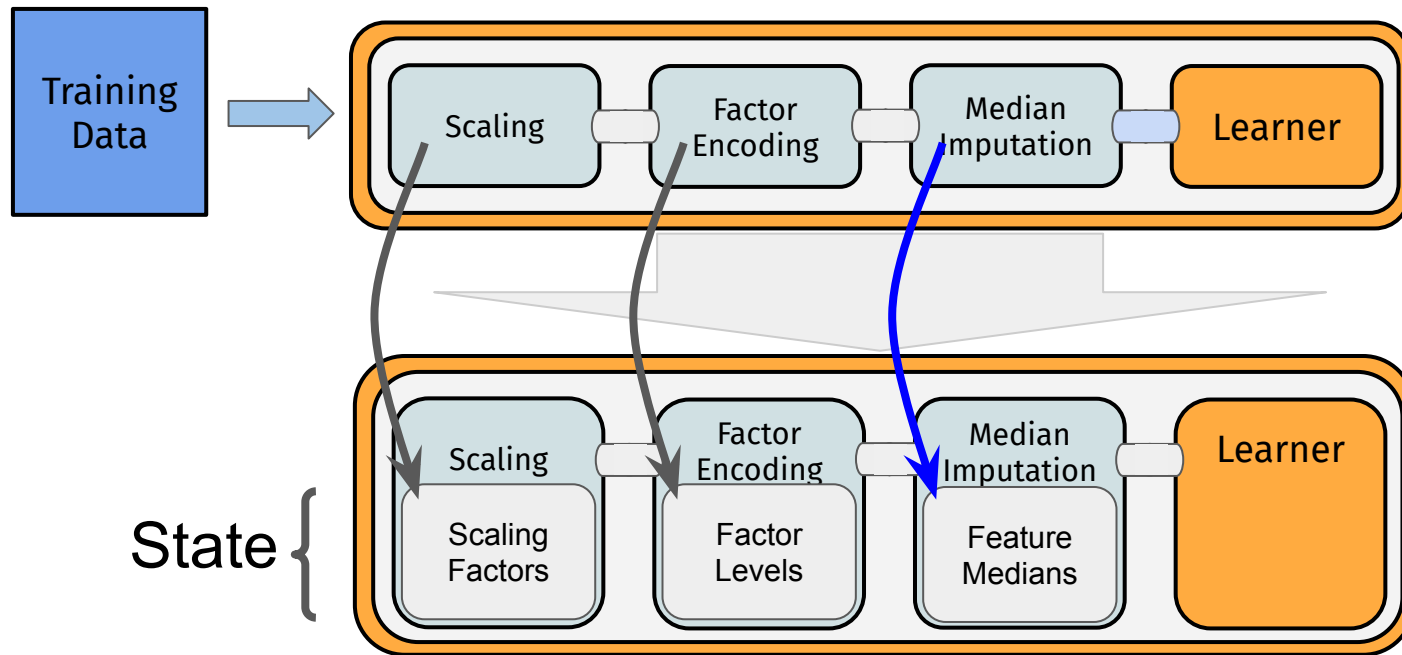 Training
Data
Scaling
Factor
Encoding
Median
Imputation
Learner
Scaling
Factor
Encoding
Median
Imputation
Learner
State
Scaling
Factors
Factor
Levels
Feature
Medians